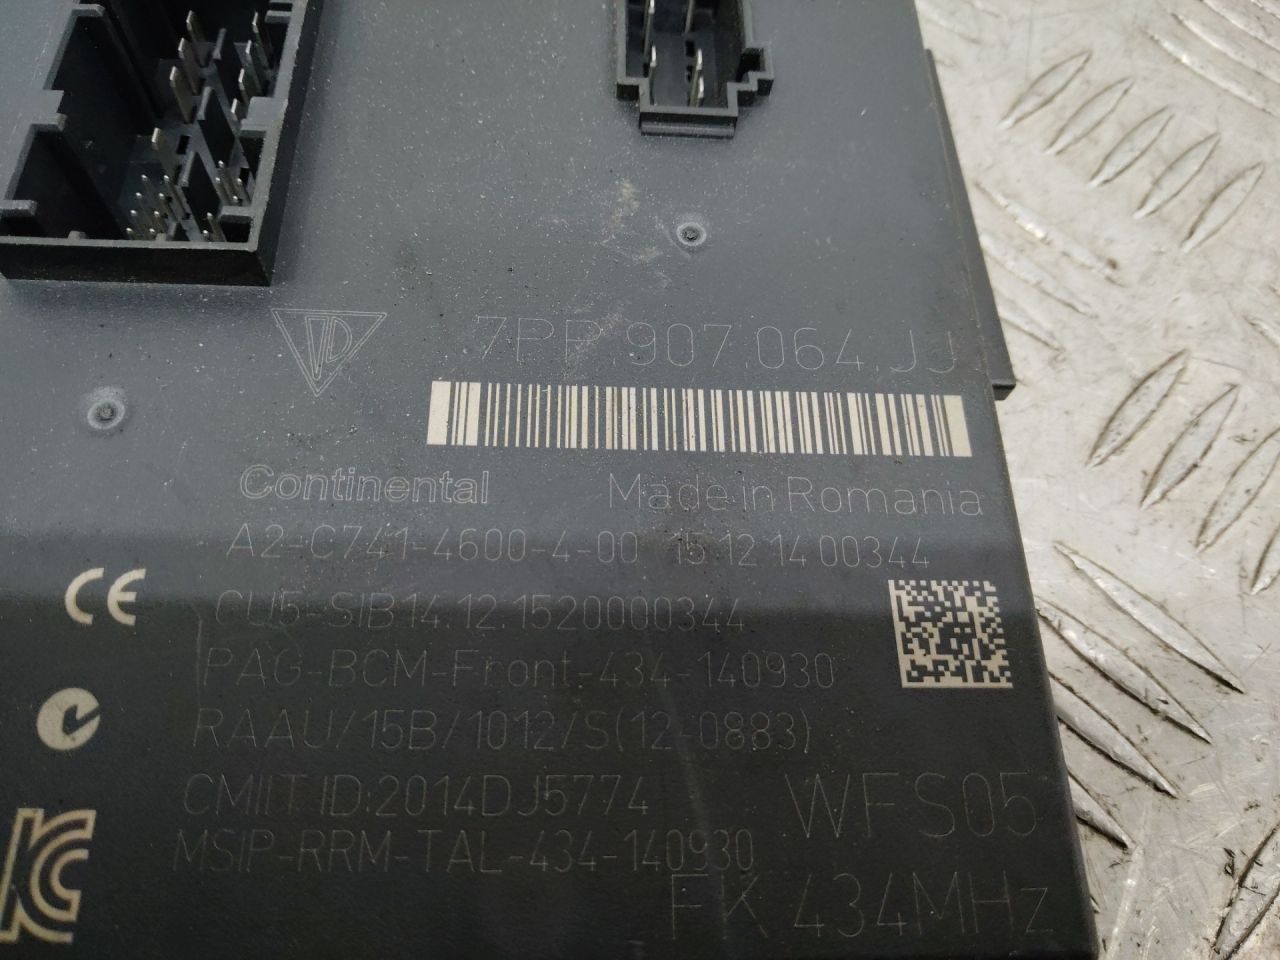 7PP.907.064.JJ
Continental Made in Romania
A2-C741-4600-4-00 15 12 14 00344
CE
CU5-SIB14.12.1520000344
PAG-BCM-Front-434-140930
RAAU/15B/1012/S(12-0883)
CMIIT ID:2014DJ5774
WFS05
MSIP-RRM-TAL-434-140930
FK 434MHz